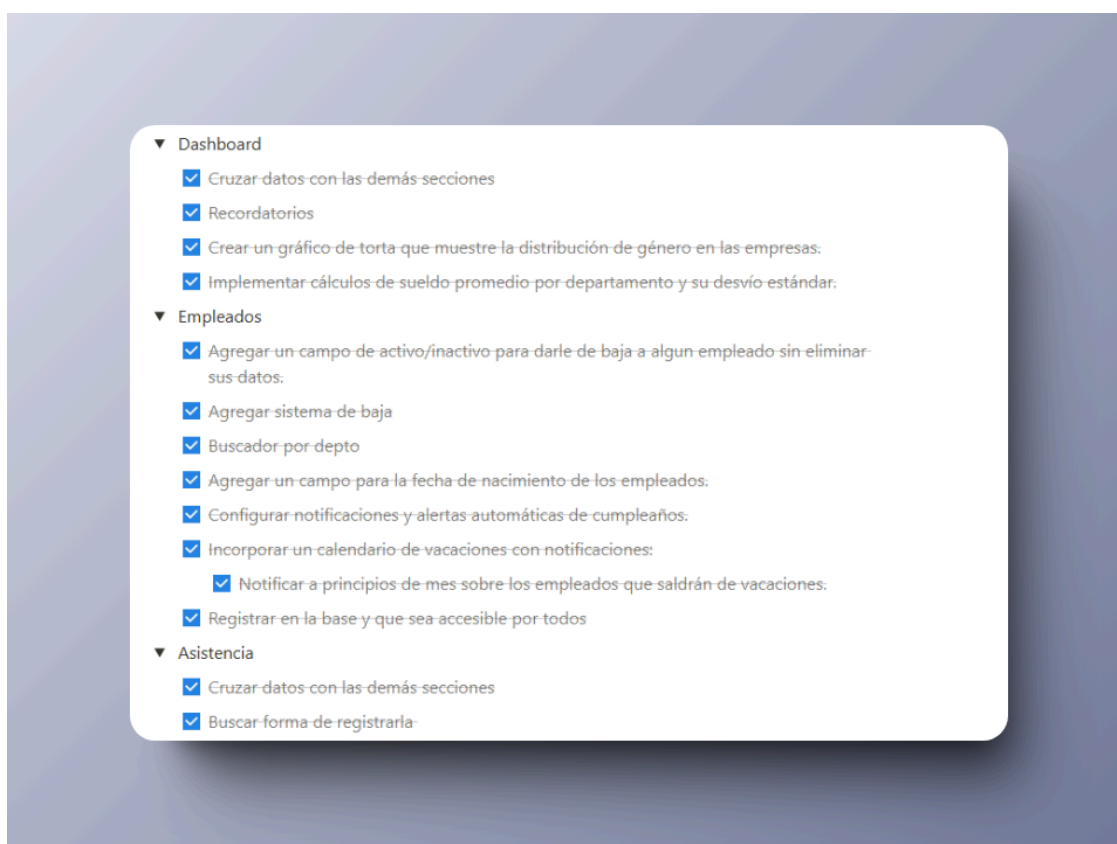 Dashboard
Cruzar datos con las demás secciones
Recordatorios
Crear un gráfico de torta que muestre la distribución de género en las empresas.
Implementar cálculos de sueldo promedio por departamento y su desvío estándar.
Empleados
Agregar un campo de activo/inactivo para darle de baja a algun empleado sin eliminar
sus datos.
Agregar sistema de baja
Buscador por depto
Agregar un campo para la fecha de nacimiento de los empleados.
Configurar notificaciones y alertas automáticas de cumpleaños.
Incorporar un calendario de vacaciones con notificaciones:
Notificar a principios de mes sobre los empleados que saldrán de vacaciones.
Registrar en la base y que sea accesible por todos
Asistencia
Cruzar datos con las demás secciones
Buscar forma de registrarla